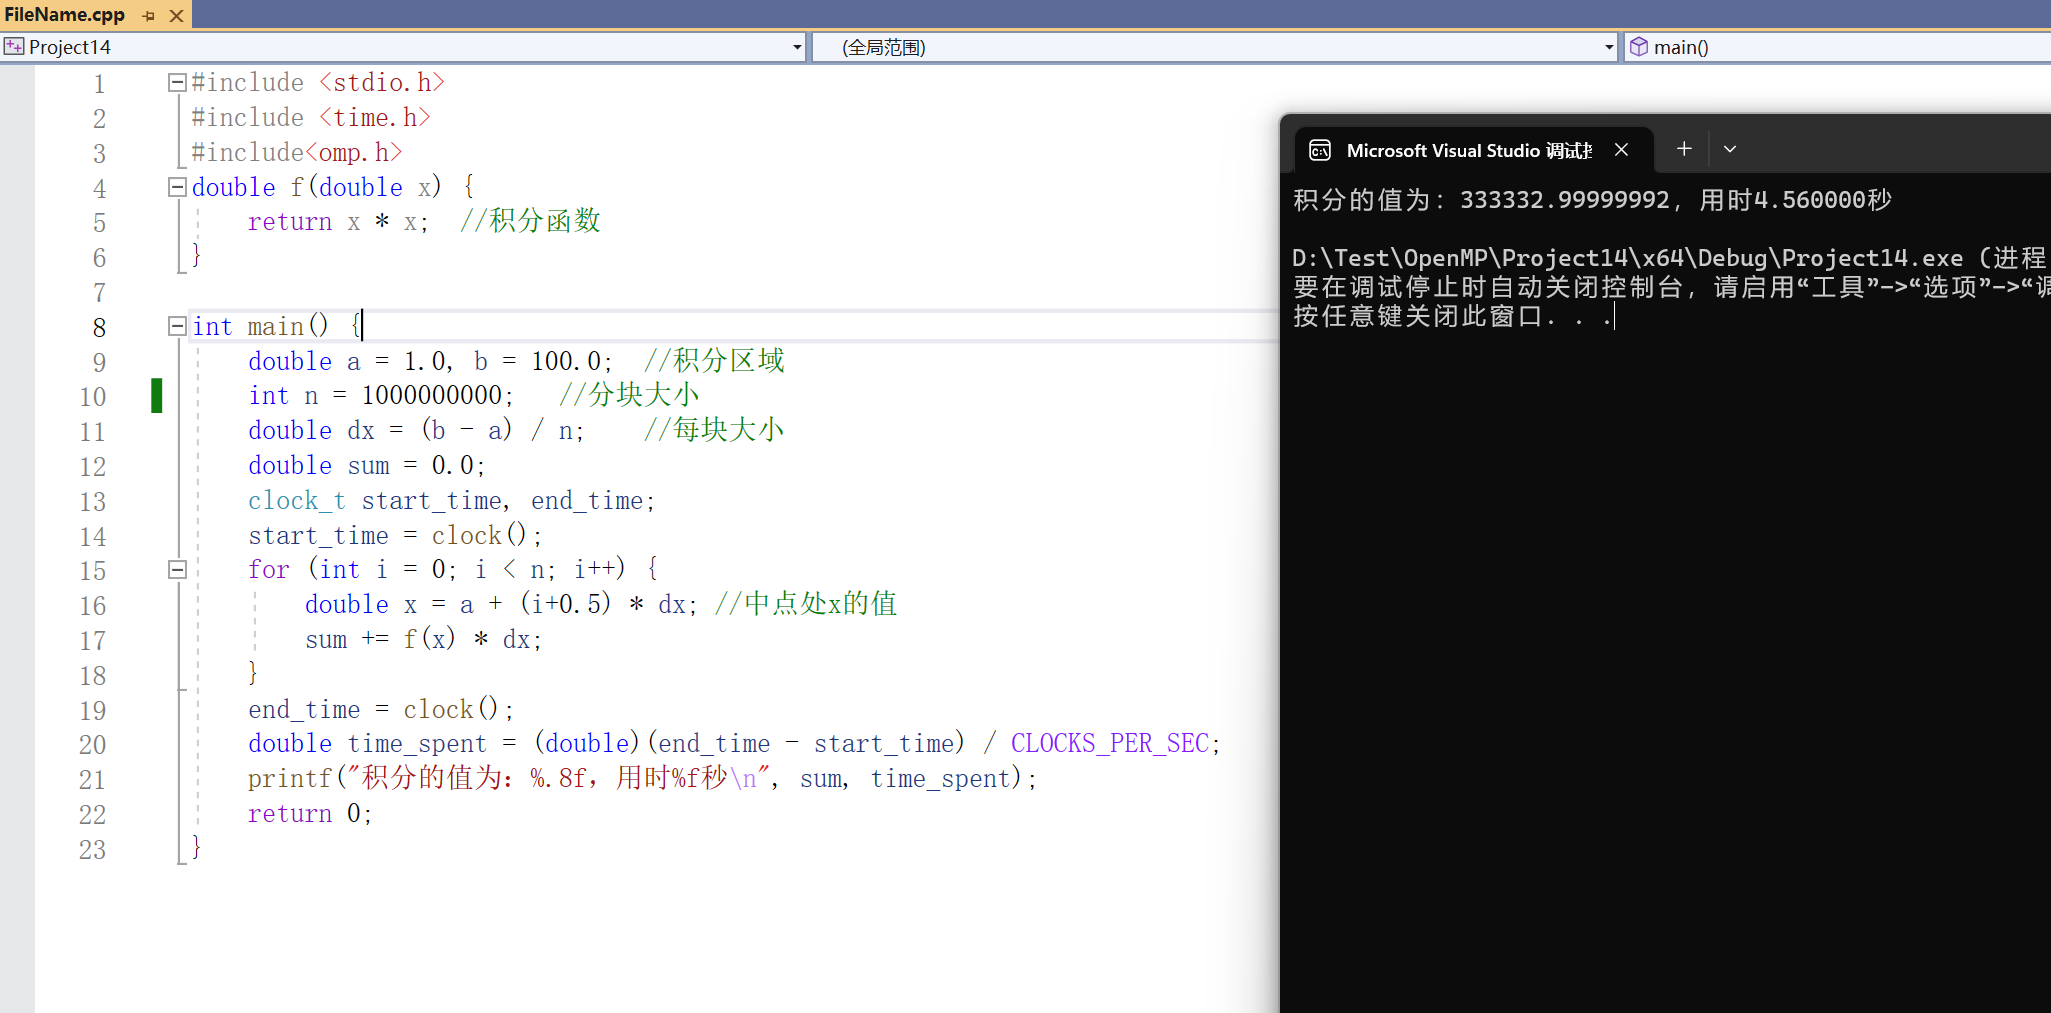 FileName.cpp
Project14
(全局范围)
main()
1 #include <stdio.h>
2 #include <time.h>
3 #include<omp.h>
4 double f(double x) {
5 return x * x; //积分函数
6 }
7
8 int main() {
9 double a = 1.0, b = 100.0; //积分区域
10 int n = 1000000000; //分块大小
11 double dx = (b - a) / n; //每块大小
12 double sum = 0.0;
13 clock_t start_time, end_time;
14 start_time = clock();
15 for (int i = 0; i < n; i++) {
16 double x = a + (i+0.5) * dx; //中点处x的值
17 sum += f(x) * dx;
18 }
19 end_time = clock();
20 double time_spent = (double)(end_time - start_time) / CLOCKS_PER_SEC;
21 printf("积分的值为：%.8f，用时%f秒\n", sum, time_spent);
22 return 0;
23 }
Microsoft Visual Studio 调试
积分的值为：333332.99999992，用时4.560000秒
D:\Test\OpenMP\Project14\x64\Debug\Project14.exe (进程
要在调试停止时自动关闭控制台，请启用“工具”->“选项”->“调
按任意键关闭此窗口. . .